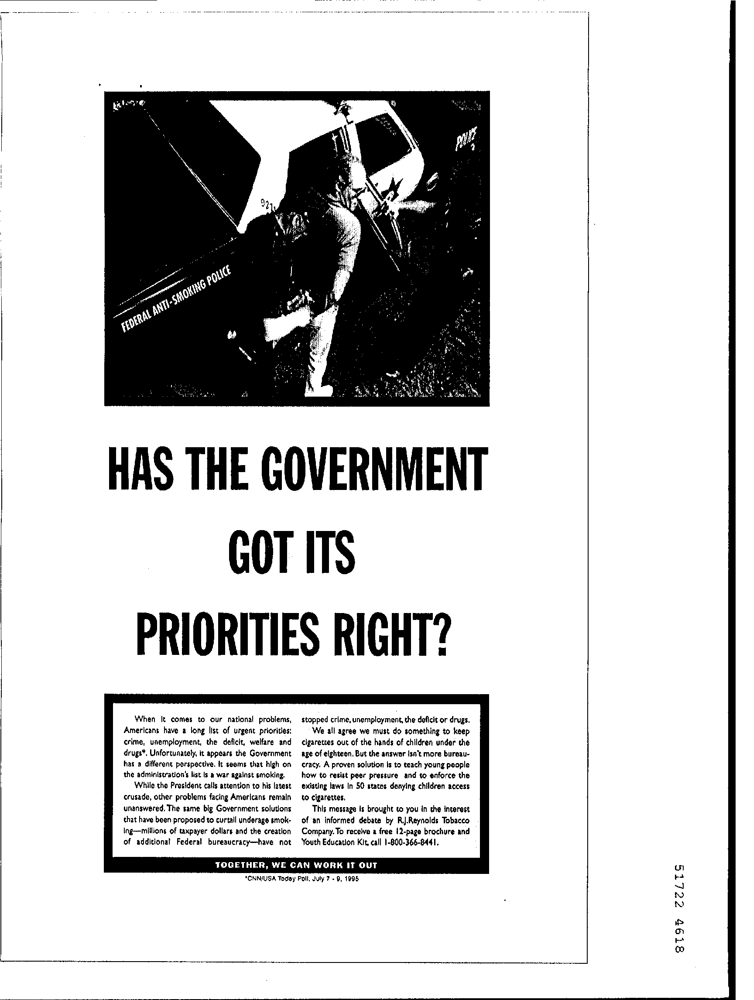 POLICE
921
FEDERAL ANTI-SMOKING POLICE
HAS THE GOVERNMENT
GOT ITS
PRIORITIES RIGHT?
When it comes to our national problems,
Americans have a long list of urgent priorities:
crime, unemployment, the deficit, welfare and
drugs*. Unfortunately, it appears the Government
has a different perspective. It seems that high on
the administration's list is a war against smoking.
While the President calls attention to his latest
crusade, other problems facing Americans remain
unanswered. The same big Government solutions
that have been proposed to curtail underage smok-
ing—millions of taxpayer dollars and the creation
of additional Federal bureaucracy—have not
stopped crime, unemployment, the deficit or drugs.
We all agree we must do something to keep
cigarettes out of the hands of children under the
age of eighteen. But the answer isn't more bureau-
cracy. A proven solution is to teach young people
how to resist peer pressure and to enforce the
existing laws in 50 states denying children access
to cigarettes.
This message is brought to you in the interest
of an informed debate by R.J.Reynolds Tobacco
Company. To receive a free 12-page brochure and
Youth Education Kit, call 1-800-366-8441.
TOGETHER, WE CAN WORK IT OUT
*CNN/USA Today Poll, July 7 - 9, 1995
51722 4618